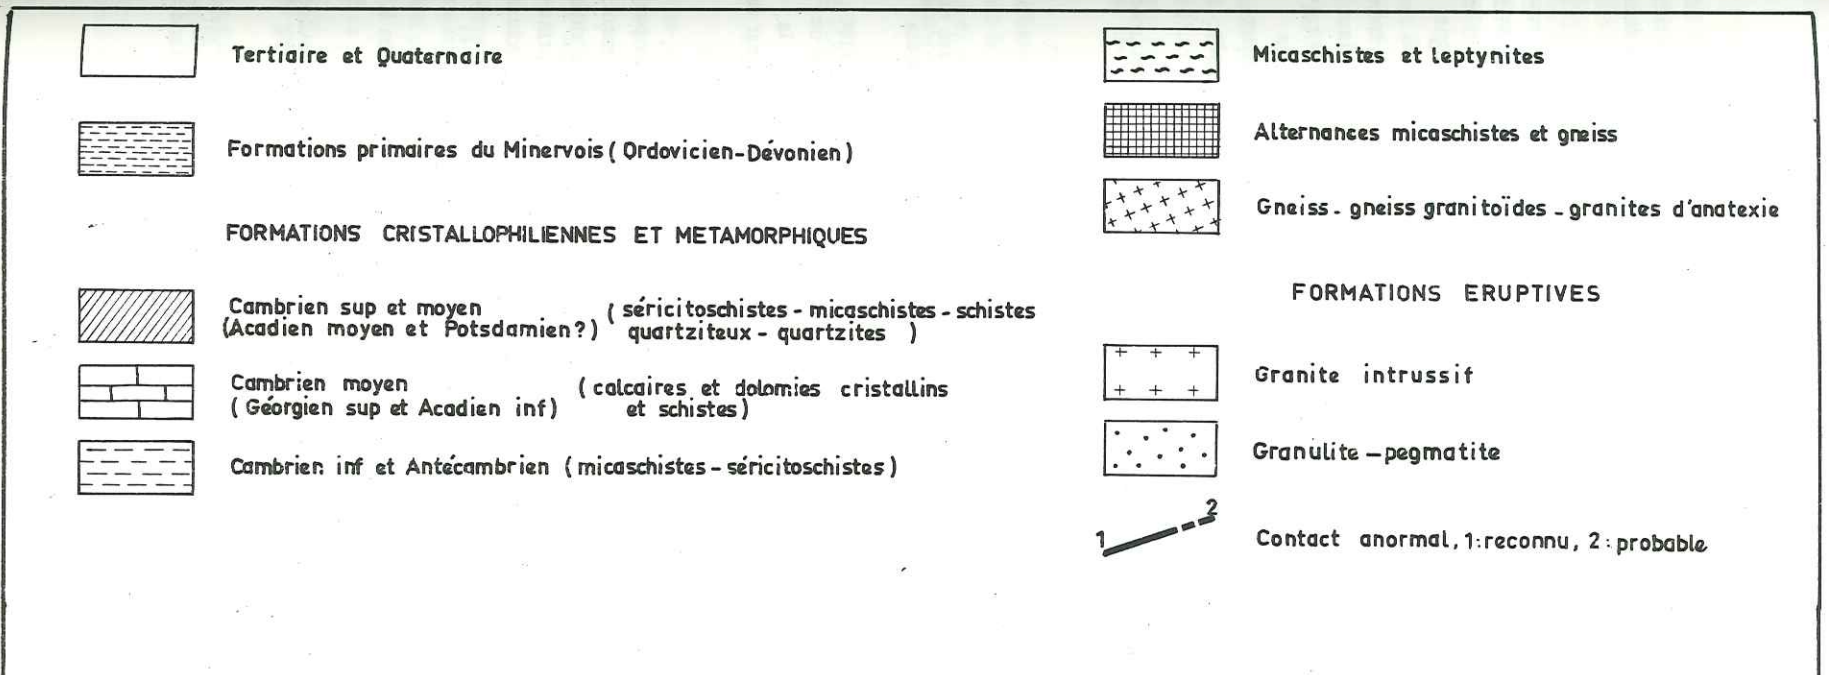 Tertiaire et Quaternaire
Formations primaires du Minervois ( Ordovicien-Dévonien )
FORMATIONS CRISTALLOPHILIENNES ET METAMORPHIQUES
Cambrien sup et moyen ( séricitoschistes - micaschistes - schistes
(Acadien moyen et Potsdamien?) quartziteux - quartzites )
Cambrien moyen ( calcaires et dolomies cristallins
( Géorgien sup et Acadien inf) et schistes )
Cambrien inf et Antécambrien ( micaschistes - séricitoschistes )
Micaschistes et leptynites
Alternances micaschistes et gneiss
Gneiss - gneiss granitoïdes - granites d'anatexie
FORMATIONS ERUPTIVES
Granite intrussif
Granulite - pegmatite
1 2
Contact anormal, 1: reconnu, 2 : probable